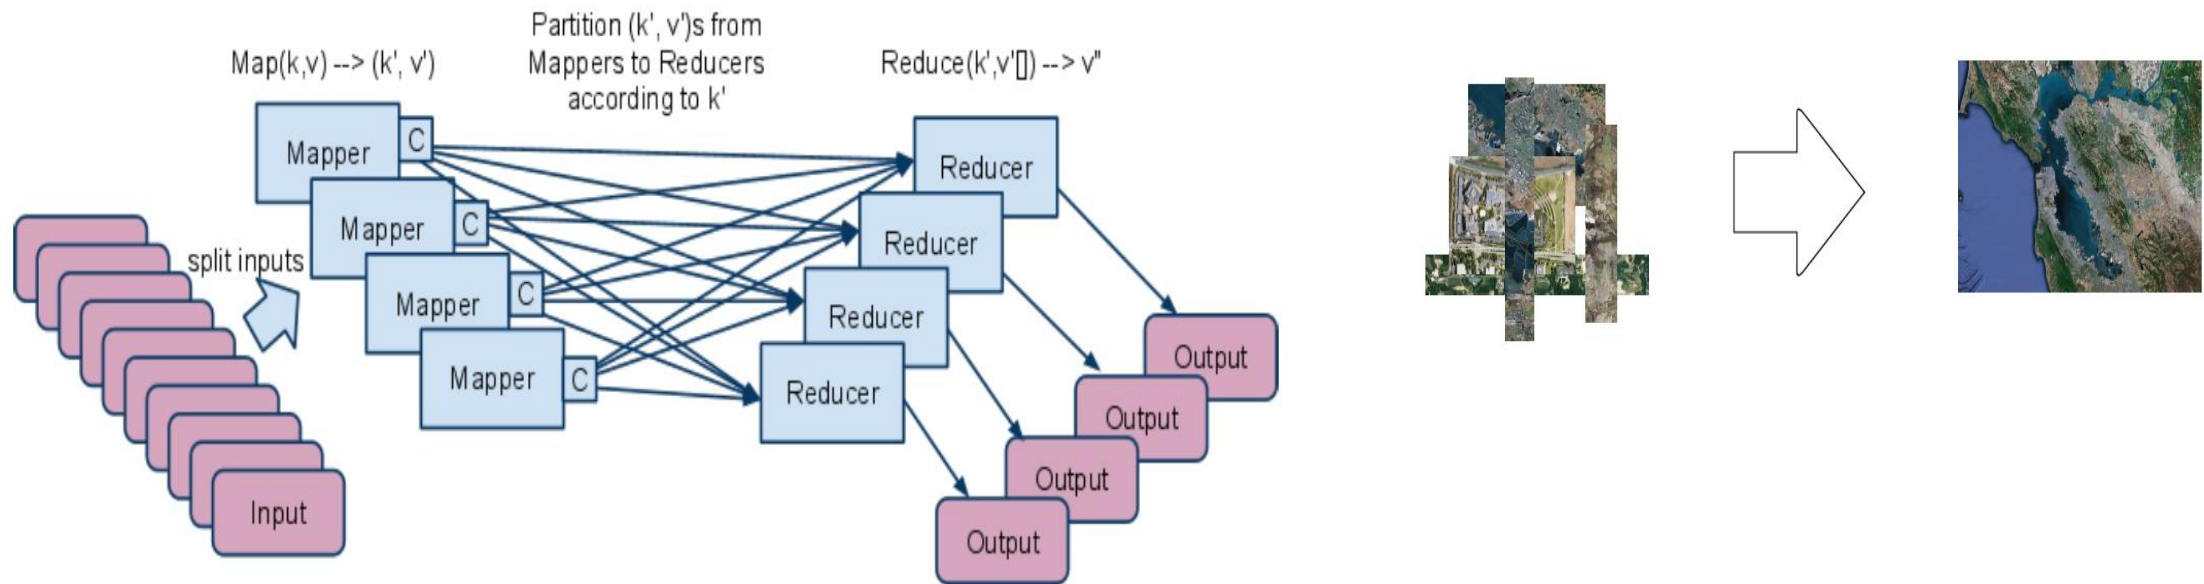 Map(k,v) --> (k', v')
Partition (k', v')s from
Mappers to Reducers
according to k'
Reduce(k',v'[]) --> v"
Mapper
C
Mapper
C
Mapper
C
Mapper
C
split inputs
Input
Reducer
Reducer
Reducer
Reducer
Output
Output
Output
Output